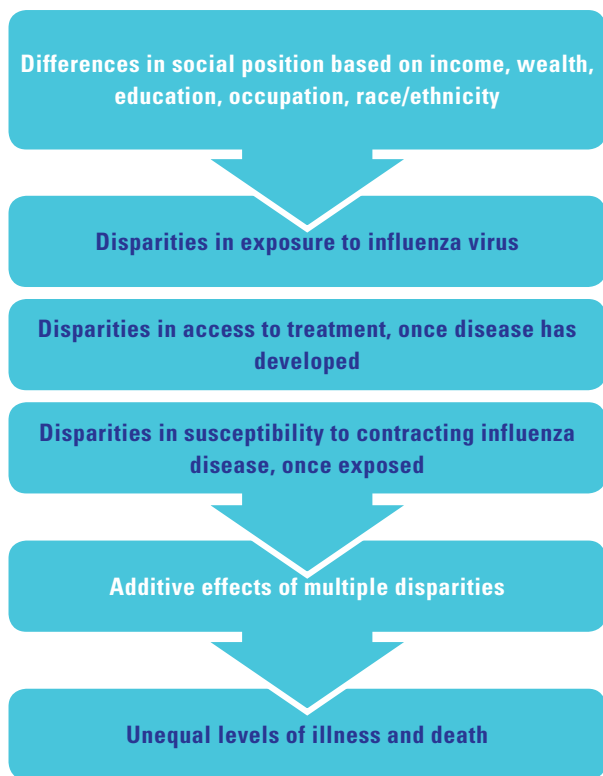 Differences in social position based on income, wealth,
education, occupation, race/ethnicity
Disparities in exposure to influenza virus
Disparities in access to treatment, once disease has
developed
Disparities in susceptibility to contracting influenza
disease, once exposed
Additive effects of multiple disparities
Unequal levels of illness and death